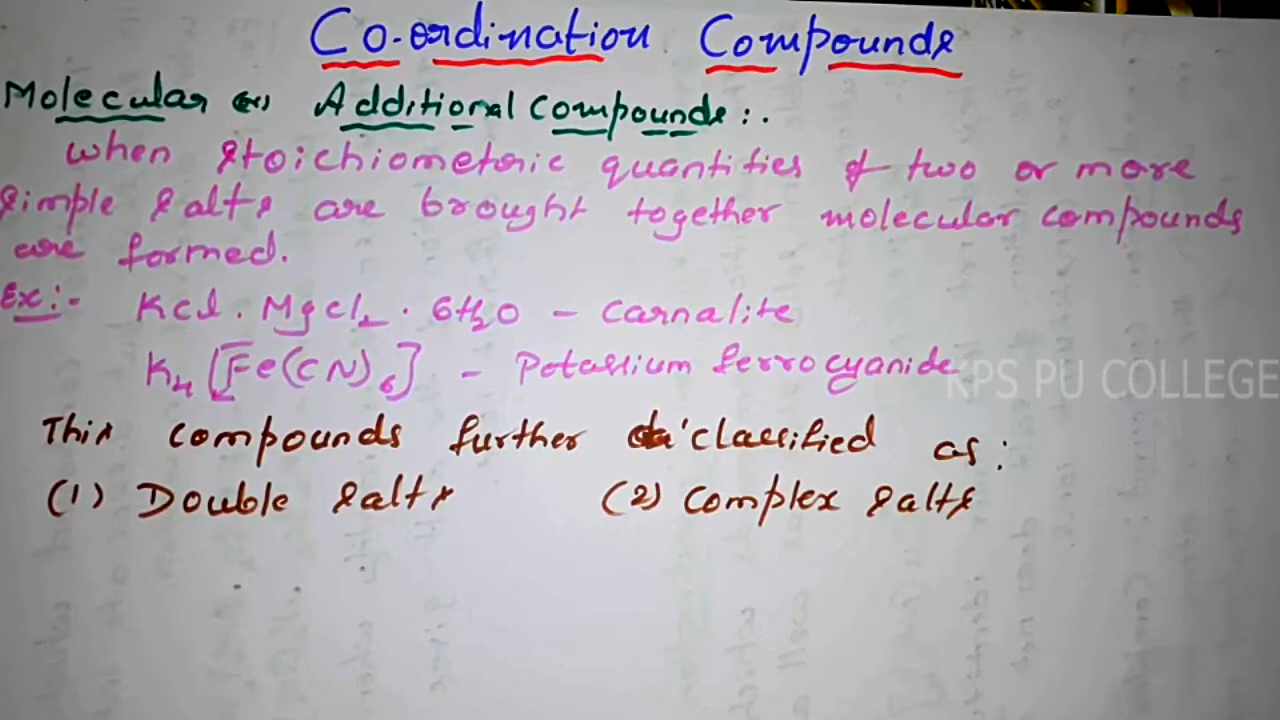 Co-ordination Compounds
Molecular (or) Additional Compounds:.
When stoichiometric quantities of two or more
simple salts are brought together molecular compounds
are formed.
Ex:- KCl . MgCl₂ . 6H₂O - Carnalite
K₄[Fe(CN)₆] - Potassium ferrocyanide
KPS PU COLLEGE
This compounds further classified as:
(1) Double salts (2) Complex salts